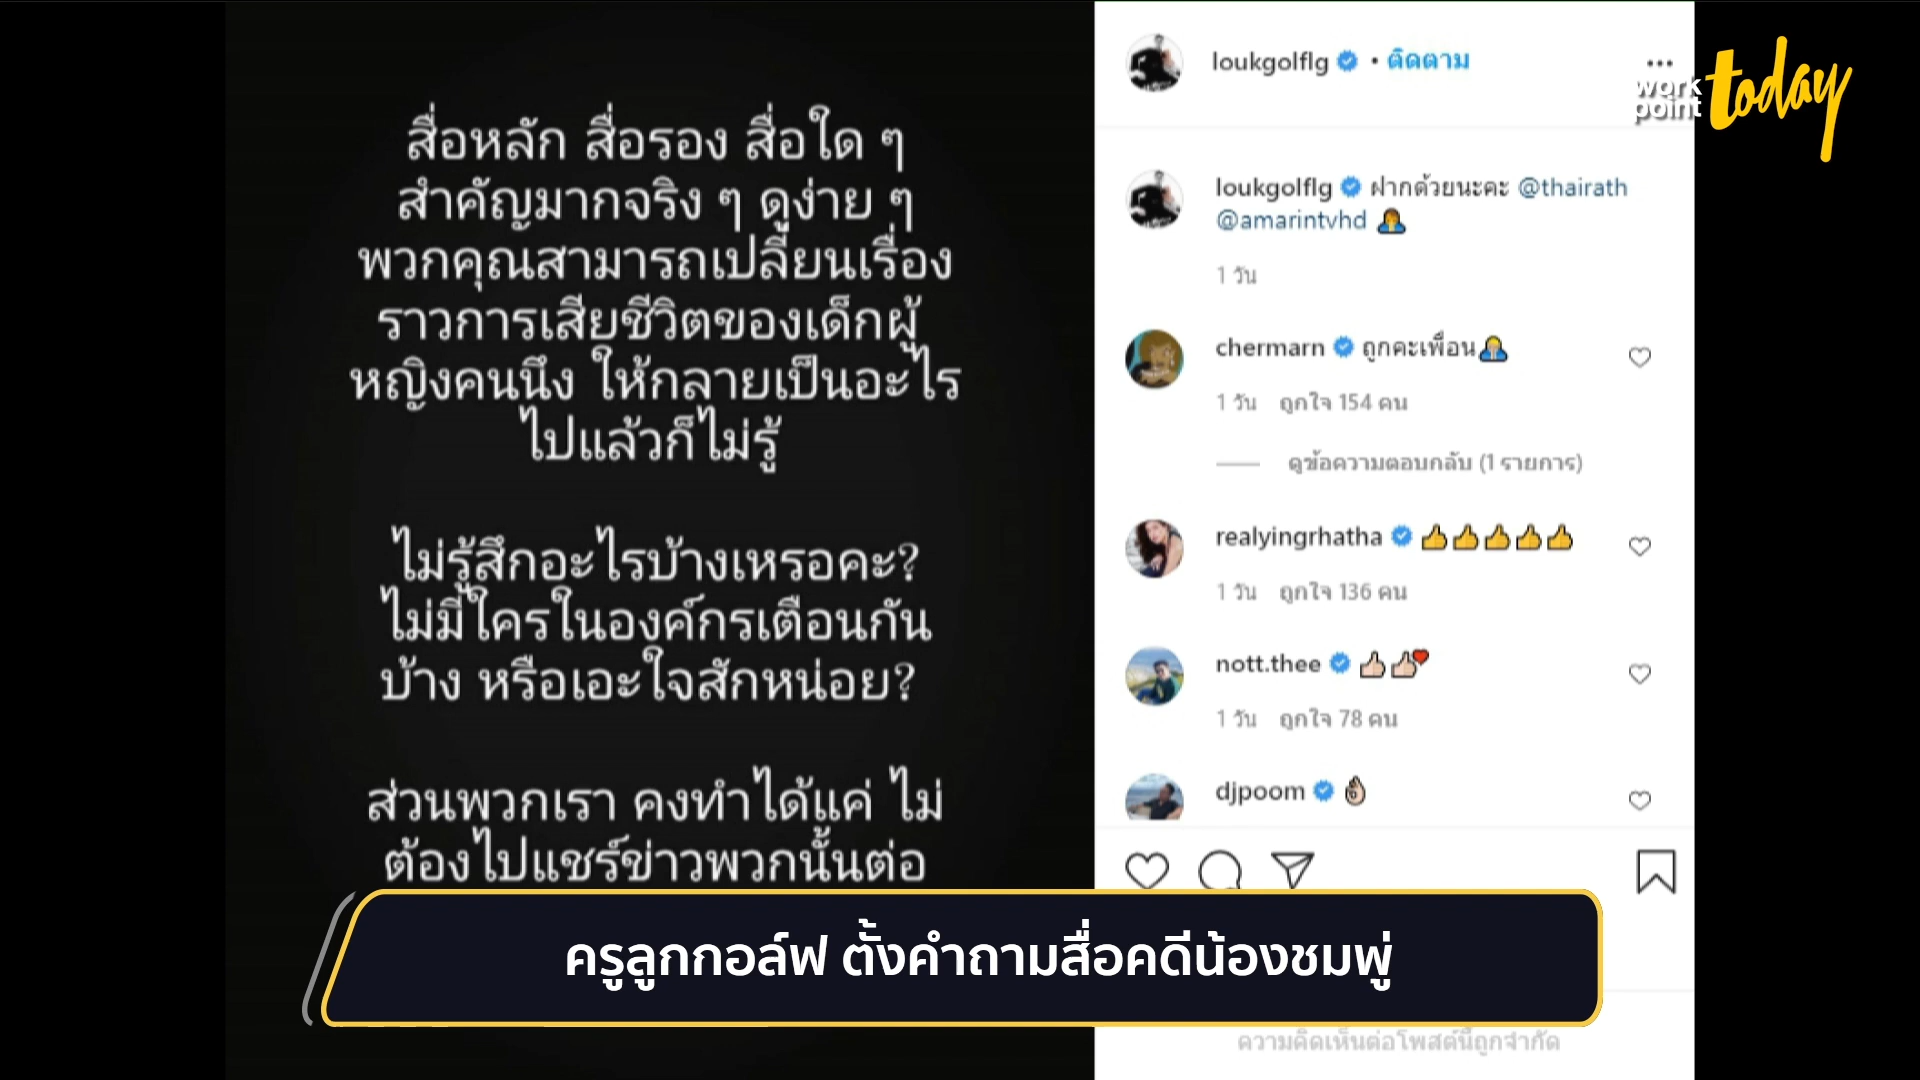 สื่อหลัก สื่อรอง สื่อใด ๆ
สำคัญมากจริง ๆ ดูง่าย ๆ
พวกคุณสามารถเปลี่ยนเรื่อง
ราวการเสียชีวิตของเด็กผู้
หญิงคนนึง ให้กลายเป็นอะไร
ไปแล้วก็ไม่รู้
ไม่รู้สึกอะไรบ้างเหรอคะ?
ไม่มีใครในองค์กรเตือนกัน
บ้าง หรือเอะใจสักหน่อย?
ส่วนพวกเรา คงทำได้แค่ ไม่
ต้องไปแชร์ข่าวพวกนั้นต่อ
loukgolflg • ติดตาม
work
point today
loukgolflg ฝากด้วยนะคะ @thairath
@amarintvhd 🤦‍♂️
1 วัน
chermarn ถูกคะเพื่อน🤦🏼
1 วัน ถูกใจ 154 คน
ดูข้อความตอบกลับ (1 รายการ)
realyingrhatha 👍👍👍👍👍
1 วัน ถูกใจ 136 คน
nott.thee 👍🏻👍🏻❤️
1 วัน ถูกใจ 78 คน
djpoom 👌🏻
ครูลูกกอล์ฟ ตั้งคำถามสื่อคดีน้องชมพู่
ความคิดเห็นต่อโพสต์นี้ถูกจำกัด